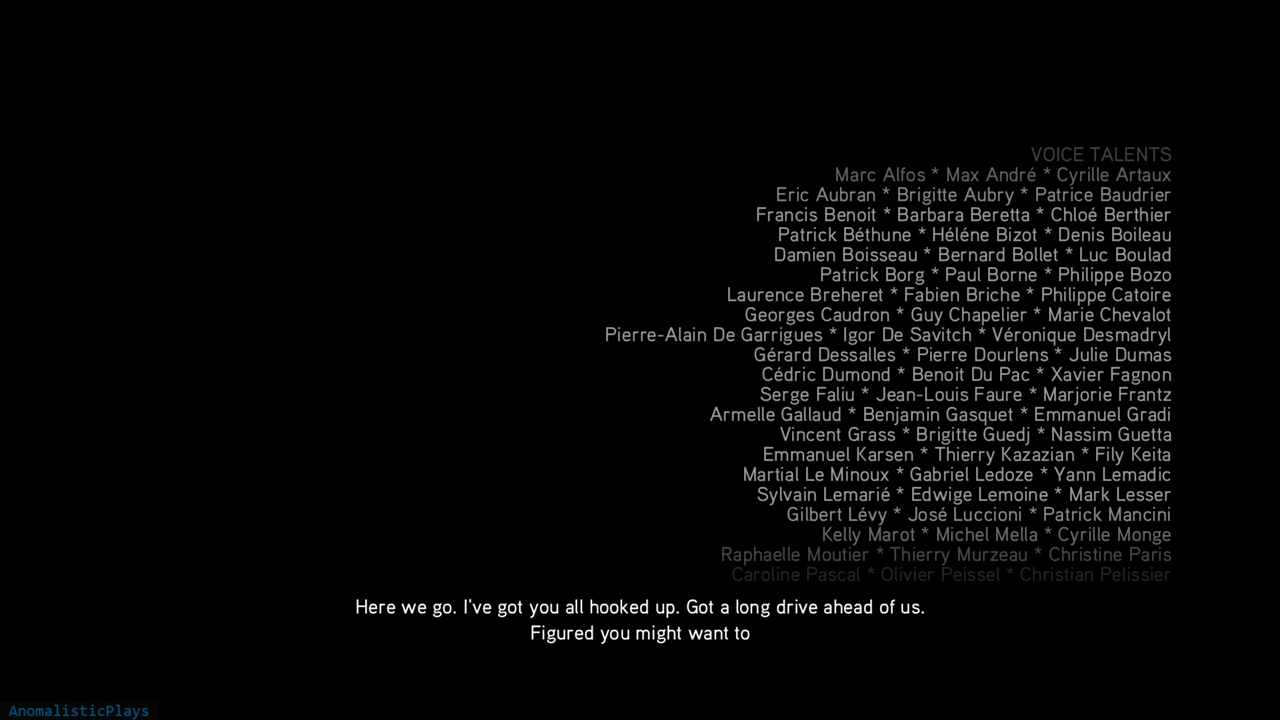 VOICE TALENTS
Marc Alfos * Max André * Cyrille Artaux
Eric Aubran * Brigitte Aubry * Patrice Baudrier
Francis Benoit * Barbara Beretta * Chloé Berthier
Patrick Béthune * Héléne Bizot * Denis Boileau
Damien Boisseau * Bernard Bollet * Luc Boulad
Patrick Borg * Paul Borne * Philippe Bozo
Laurence Breheret * Fabien Briche * Philippe Catoire
Georges Caudron * Guy Chapelier * Marie Chevalot
Pierre-Alain De Garrigues * Igor De Savitch * Véronique Desmadryl
Gérard Dessalles * Pierre Dourlens * Julie Dumas
Cédric Dumond * Benoit Du Pac * Xavier Fagnon
Serge Faliu * Jean-Louis Faure * Marjorie Frantz
Armelle Gallaud * Benjamin Gasquet * Emmanuel Gradi
Vincent Grass * Brigitte Guedj * Nassim Guetta
Emmanuel Karsen * Thierry Kazazian * Fily Keita
Martial Le Minoux * Gabriel Ledoze * Yann Lemadic
Sylvain Lemarié * Edwige Lemoine * Mark Lesser
Gilbert Lévy * José Luccioni * Patrick Mancini
Kelly Marot * Michel Mella * Cyrille Monge
Raphaelle Moutier * Thierry Murzeau * Christine Paris
Caroline Pascal * Olivier Peissel * Christian Pelissier
Here we go. I've got you all hooked up. Got a long drive ahead of us.
Figured you might want to
AnomalisticPlays